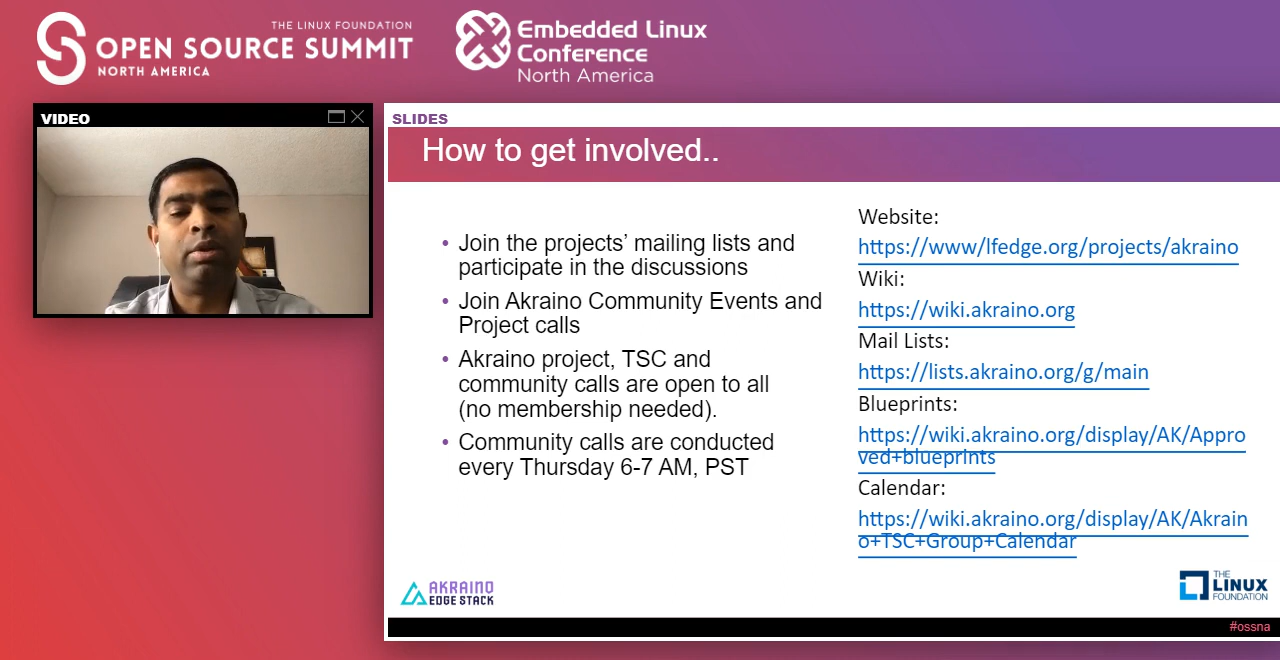 THE LINUX FOUNDATION
OPEN SOURCE SUMMIT
NORTH AMERICA
Embedded Linux
Conference
North America
VIDEO
SLIDES
How to get involved..
• Join the projects’ mailing lists and
participate in the discussions
• Join Akraino Community Events and
Project calls
• Akraino project, TSC and
community calls are open to all
(no membership needed).
• Community calls are conducted
every Thursday 6-7 AM, PST
Website:
https://www/lfedge.org/projects/akraino
Wiki:
https://wiki.akraino.org
Mail Lists:
https://lists.akraino.org/g/main
Blueprints:
https://wiki.akraino.org/display/AK/Appro
ved+blueprints
Calendar:
https://wiki.akraino.org/display/AK/Akrain
o+TSC+Group+Calendar
AKRAINO
EDGE STACK
THE
LINUX
FOUNDATION
#ossna